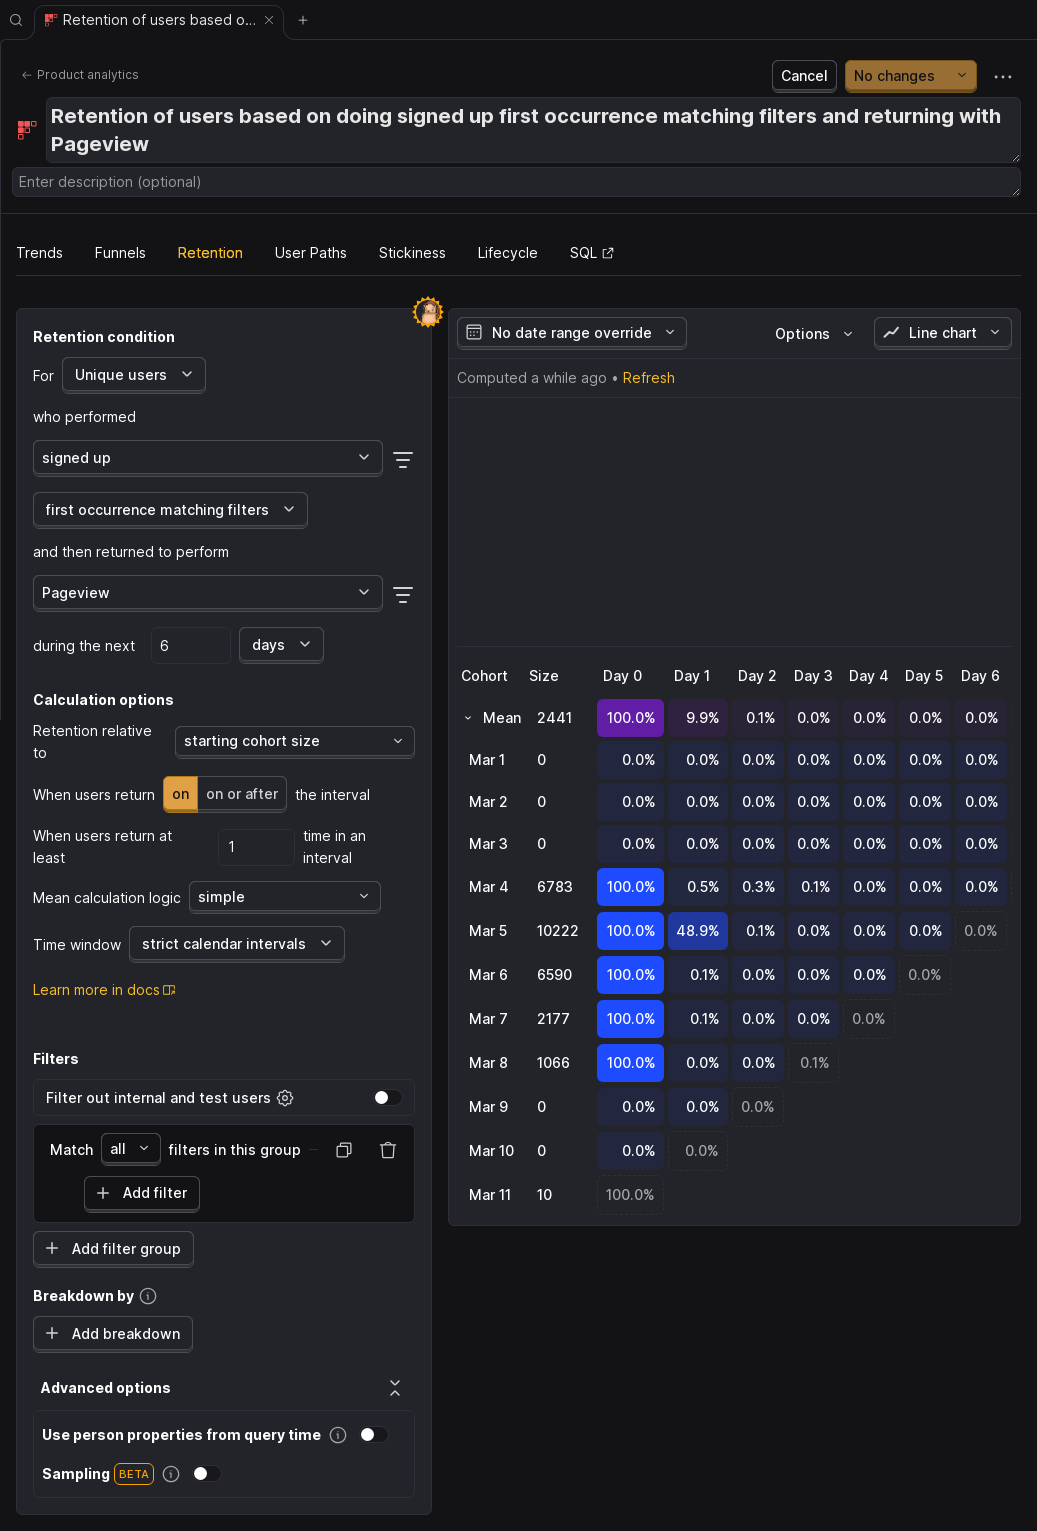 Retention of users based o...
Product analytics
Cancel
No changes
Retention of users based on doing signed up first occurrence matching filters and returning with
Pageview
Enter description (optional)
Trends Funnels Retention User Paths Stickiness Lifecycle SQL
Retention condition
For Unique users
who performed
signed up
first occurrence matching filters
and then returned to perform
Pageview
during the next 6 days
Calculation options
Retention relative
to
starting cohort size
When users return on on or after the interval
When users return at
least
1
time in an
interval
Mean calculation logic simple
Time window strict calendar intervals
Learn more in docs
Filters
Filter out internal and test users
Match all filters in this group
Add filter
Add filter group
Breakdown by
Add breakdown
Advanced options
Use person properties from query time
Sampling BETA
No date range override Options Line chart
Computed a while ago • Refresh
Cohort Size Day 0 Day 1 Day 2 Day 3 Day 4 Day 5 Day 6
Mean 2441 100.0% 9.9% 0.1% 0.0% 0.0% 0.0% 0.0%
Mar 1 0 0.0% 0.0% 0.0% 0.0% 0.0% 0.0% 0.0%
Mar 2 0 0.0% 0.0% 0.0% 0.0% 0.0% 0.0% 0.0%
Mar 3 0 0.0% 0.0% 0.0% 0.0% 0.0% 0.0% 0.0%
Mar 4 6783 100.0% 0.5% 0.3% 0.1% 0.0% 0.0% 0.0%
Mar 5 10222 100.0% 48.9% 0.1% 0.0% 0.0% 0.0% 0.0%
Mar 6 6590 100.0% 0.1% 0.0% 0.0% 0.0% 0.0%
Mar 7 2177 100.0% 0.1% 0.0% 0.0% 0.0%
Mar 8 1066 100.0% 0.0% 0.0% 0.1%
Mar 9 0 0.0% 0.0% 0.0%
Mar 10 0 0.0% 0.0%
Mar 11 10 100.0%